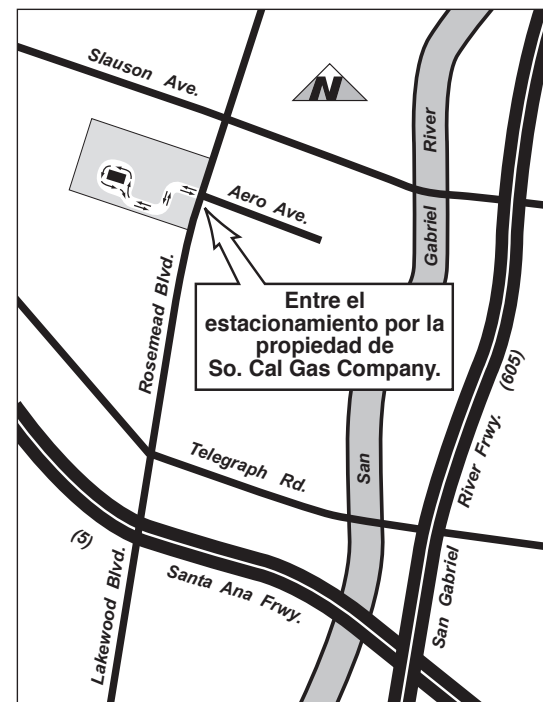 Slauson Ave.
N
River
Gabriel
San
Aero Ave.
Rosemead Blvd.
Entre el
estacionamiento por la
propiedad de
So. Cal Gas Company.
(605)
River Frwy.
San Gabriel
Telegraph Rd.
(5)
Santa Ana Frwy.
Lakewood Blvd.